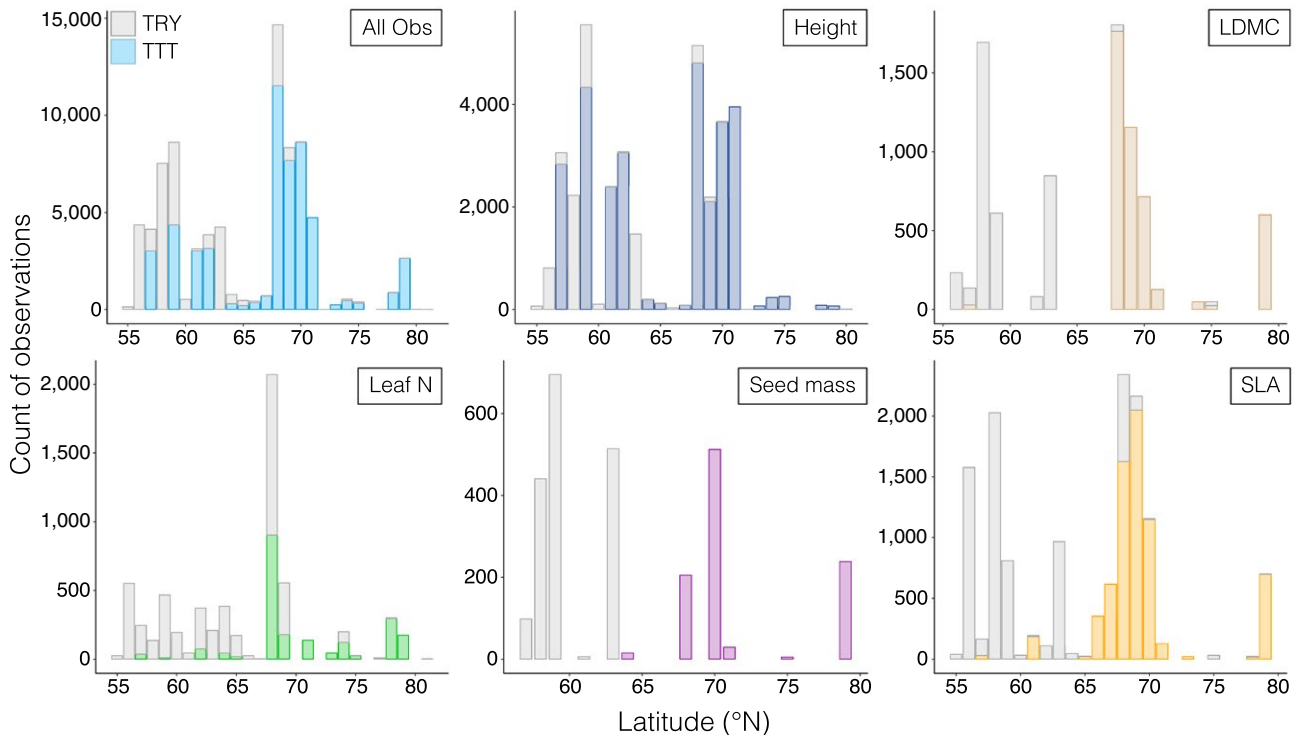 Count of observations
TRY
TTT
All Obs
15,000
10,000
5,000
0
55 60 65 70 75 80
Height
4,000
2,000
0
55 60 65 70 75 80
LDMC
1,500
1,000
500
0
55 60 65 70 75 80
Leaf N
2,000
1,500
1,000
500
0
55 60 65 70 75 80
Seed mass
600
400
200
0
60 65 70 75 80
SLA
2,000
1,500
1,000
500
0
55 60 65 70 75 80
Latitude (°N)